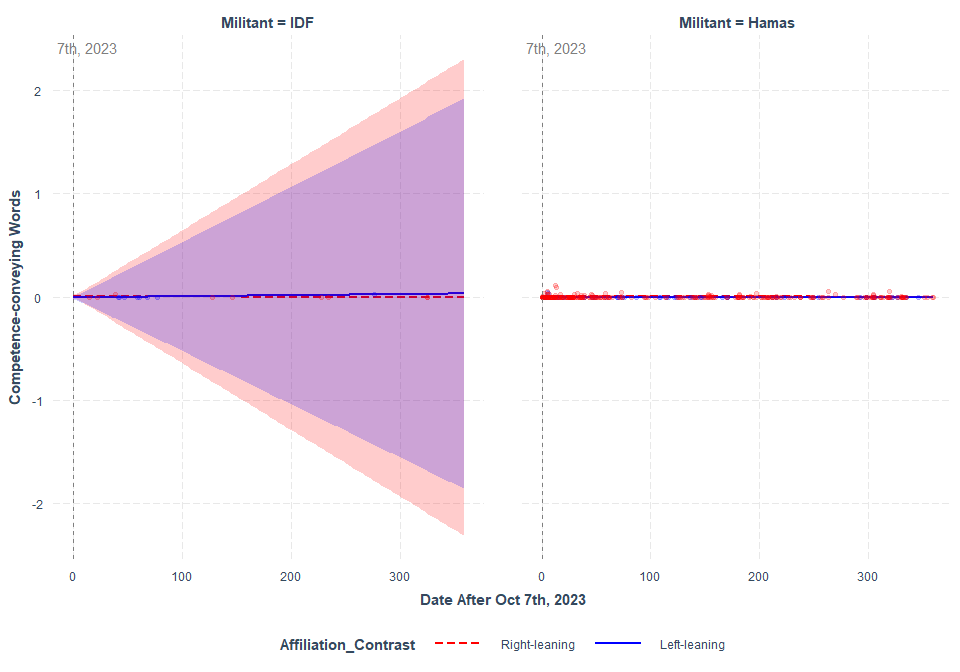 Militant = IDF
Militant = Hamas
7th, 2023
7th, 2023
Competence-conveying Words
2
1
0
-1
-2
0
100
200
300
0
100
200
300
Date After Oct 7th, 2023
Affiliation_Contrast
Right-leaning
Left-leaning